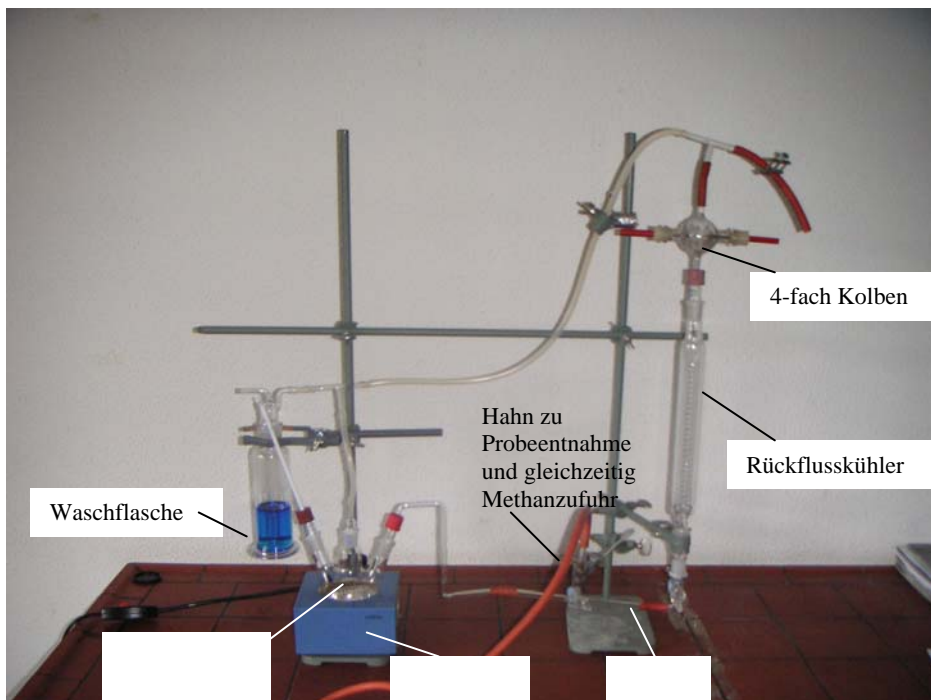 4-fach Kolben
Hahn zu
Probeentnahme
und gleichzeitig
Methanzufuhr
Rückflusskühler
Waschflasche